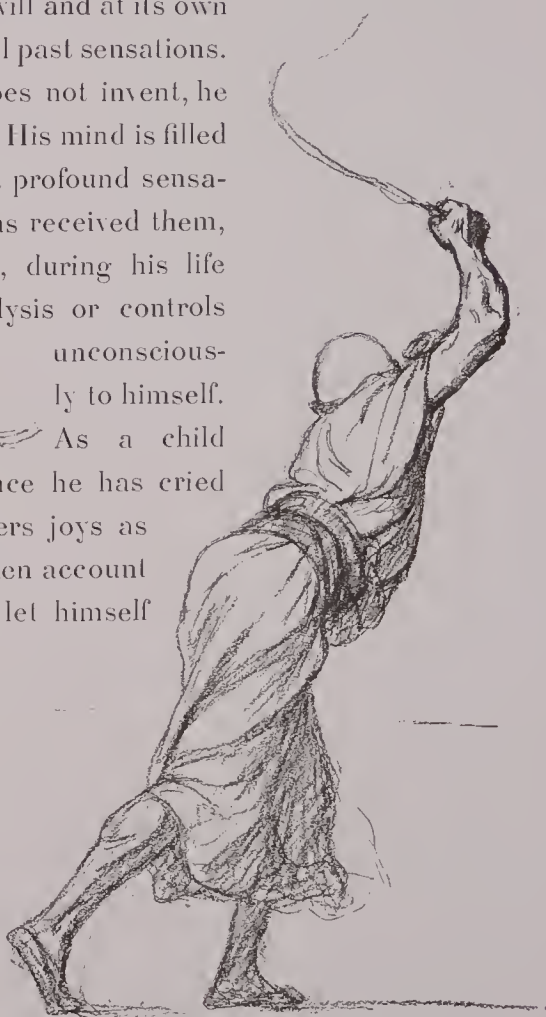 will and at its own
l past sensations.
oes not invent, he
His mind is filled
profound sensa-
as received them,
, during his life
lysis or controls
unconscious-
ly to himself.
As a child
nce he has cried
ers joys as
en account
let himself